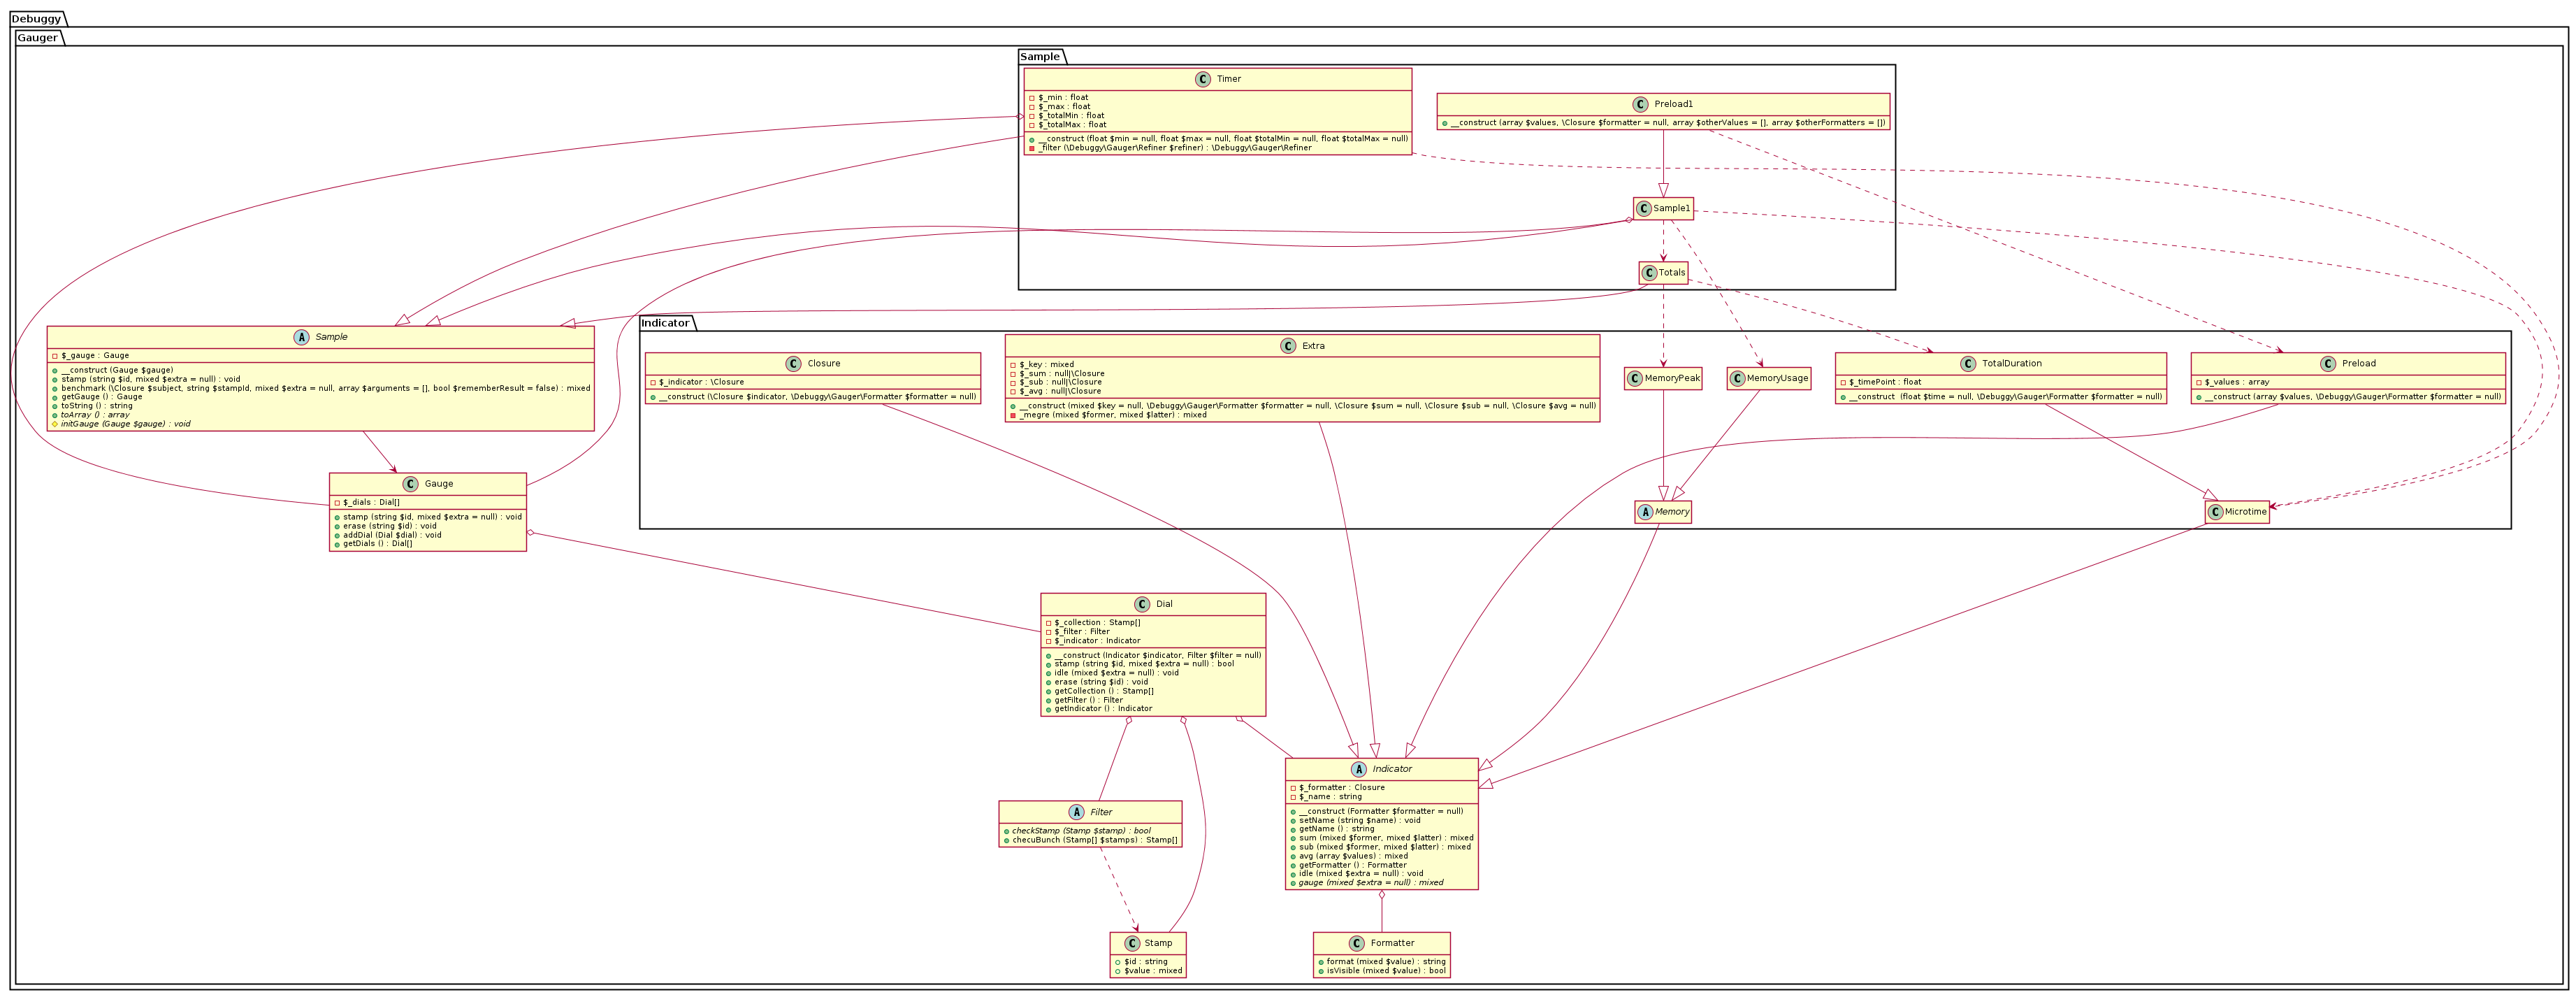 Debuggy
Gauger
Sample
Timer
$_min : float
$_max : float
$_totalMin : float
$_totalMax : float
__construct (float $min = null, float $max = null, float $totalMin = null, float $totalMax = null)
_filter (\Debuggy\Gauger\Refiner $refiner) : \Debuggy\Gauger\Refiner
Preload1
__construct (array $values, \Closure $formatter = null, array $otherValues = [], array $otherFormatters = [])
Sample1
Totals
Sample
$_gauge : Gauge
__construct (Gauge $gauge)
stamp (string $id, mixed $extra = null) : void
benchmark (\Closure $subject, string $stampId, mixed $extra = null, array $arguments = [], bool $rememberResult = false) : mixed
getGauge () : Gauge
toString () : string
toArray () : array
initGauge (Gauge $gauge) : void
Indicator
Closure
$_indicator : \Closure
__construct (\Closure $indicator, \Debuggy\Gauger\Formatter $formatter = null)
Extra
$_key : mixed
$_sum : null|\Closure
$_sub : null|\Closure
$_avg : null|\Closure
__construct (mixed $key = null, \Debuggy\Gauger\Formatter $formatter = null, \Closure $sum = null, \Closure $sub = null, \Closure $avg = null)
_megre (mixed $former, mixed $latter) : mixed
MemoryPeak
MemoryUsage
TotalDuration
$_timePoint : float
__construct  (float $time = null, \Debuggy\Gauger\Formatter $formatter = null)
Preload
$_values : array
__construct (array $values, \Debuggy\Gauger\Formatter $formatter = null)
Gauge
$_dials : Dial[]
stamp (string $id, mixed $extra = null) : void
erase (string $id) : void
addDial (Dial $dial) : void
getDials () : Dial[]
Memory
Microtime
Dial
$_collection : Stamp[]
$_filter : Filter
$_indicator : Indicator
__construct (Indicator $indicator, Filter $filter = null)
stamp (string $id, mixed $extra = null) : bool
idle (mixed $extra = null) : void
erase (string $id) : void
getCollection () : Stamp[]
getFilter () : Filter
getIndicator () : Indicator
Indicator
$_formatter : Closure
$_name : string
__construct (Formatter $formatter = null)
setName (string $name) : void
getName () : string
sum (mixed $former, mixed $latter) : mixed
sub (mixed $former, mixed $latter) : mixed
avg (array $values) : mixed
getFormatter () : Formatter
idle (mixed $extra = null) : void
gauge (mixed $extra = null) : mixed
Filter
checkStamp (Stamp $stamp) : bool
checuBunch (Stamp[] $stamps) : Stamp[]
Stamp
$id : string
$value : mixed
Formatter
format (mixed $value) : string
isVisible (mixed $value) : bool